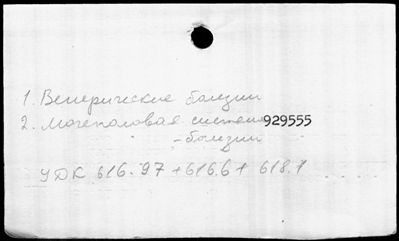 1. Венерические болезни
2. Мочеполовая система 929555
- болезни
УДК 616.97 + 616.6 + 618.1